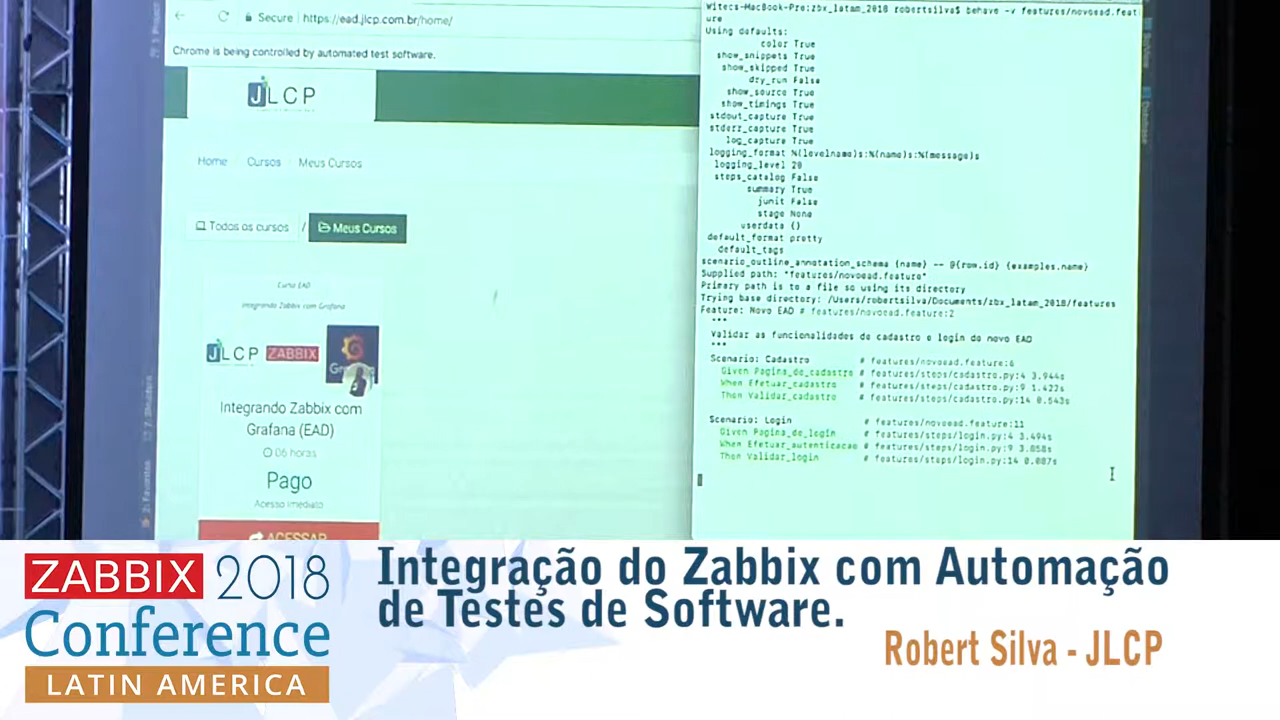 Secure https://ead.jlcp.com.br/home/
Chrome is being controlled by automated test software.
JLCP
Home Cursos Meus Cursos
Todos os cursos / Meus Cursos
Curso EAD
Integrando Zabbix com Grafana
JLCP ZABBIX
Integrando Zabbix com
Grafana (EAD)
06 horas
Pago
Acesso Imediato
ACESSAR
Witecs-MacBook-Pro:zbx_latam_2018 robertsilva$ behave -v features/novoead.feat
ure
Using defaults:
color True
show_snippets True
show_skipped True
dry_run False
show_source True
show_timings True
stdout_capture True
stderr_capture True
log_capture True
logging_format %(levelname)s:%(name)s:%(message)s
logging_level 20
steps_catalog False
summary True
junit False
stage None
userdata {}
default_format pretty
default_tags
scenario_outline_annotation_schema {name} -- @{row.id} {examples.name}
Supplied path: "features/novoead.feature"
Primary path is to a file so using its directory
Trying base directory: /Users/robertsilva/Documents/zbx_latam_2018/features
Feature: Novo EAD # features/novoead.feature:2
"""
Validar as funcionalidades de cadastro e login do novo EAD
"""
Scenario: Cadastro # features/novoead.feature:6
Given Pagina_de_cadastro # features/steps/cadastro.py:4 3.944s
When Efetuar_cadastro # features/steps/cadastro.py:9 1.422s
Then Validar_cadastro # features/steps/cadastro.py:14 0.543s
Scenario: Login # features/novoead.feature:11
Given Pagina_de_login # features/steps/login.py:4 3.494s
When Efetuar_autenticacao # features/steps/login.py:9 3.858s
Then Validar_login # features/steps/login.py:14 0.087s
ZABBIX 2018
Conference
LATIN AMERICA
Integração do Zabbix com Automação
de Testes de Software.
Robert Silva - JLCP